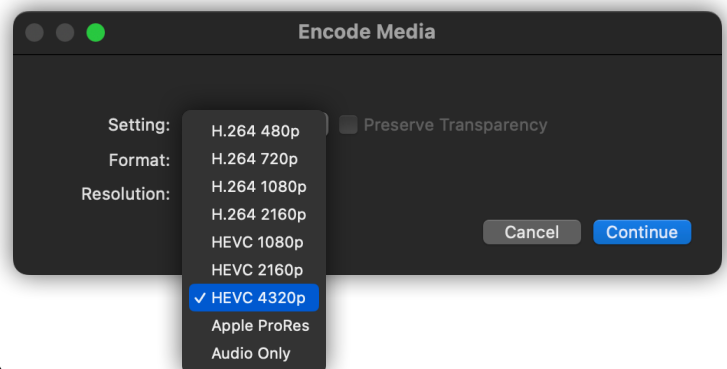 Encode Media
Setting:
Preserve Transparency
Format:
Resolution:
H.264 480p
H.264 720p
H.264 1080p
H.264 2160p
HEVC 1080p
HEVC 2160p
✓ HEVC 4320p
Apple ProRes
Audio Only
Cancel
Continue